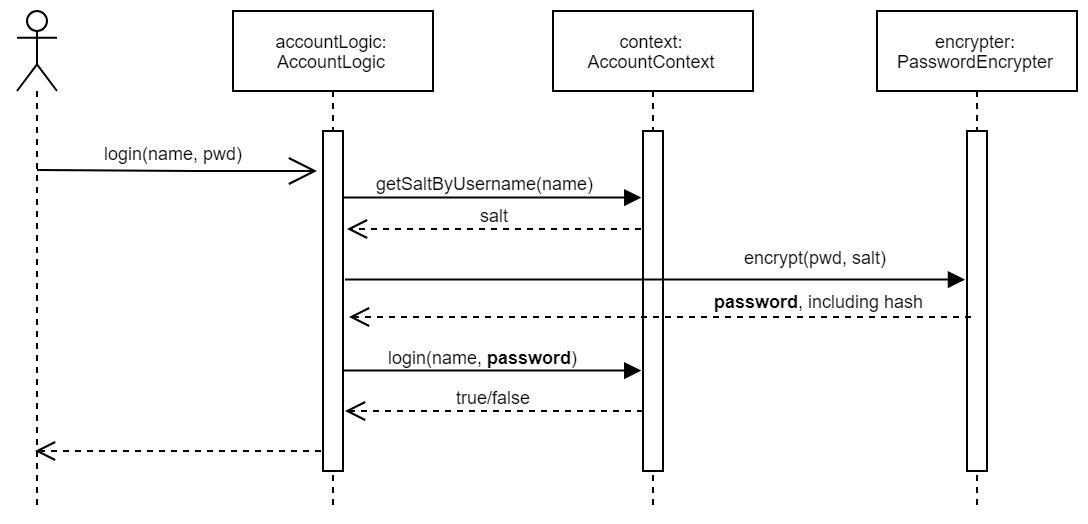 accountLogic:
AccountLogic
context:
AccountContext
encrypter:
PasswordEncrypter
login(name, pwd)
getSaltByUsername(name)
salt
encrypt(pwd, salt)
password, including hash
login(name, password)
true/false